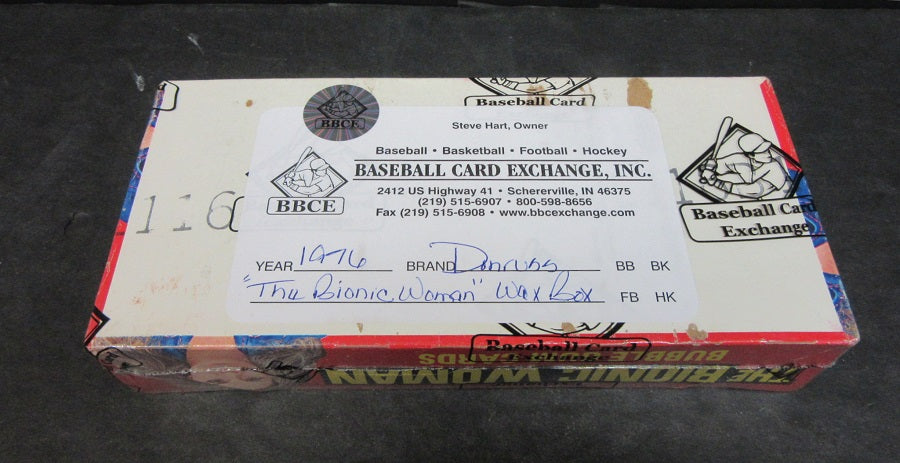 Baseball Card
BBCE
Steve Hart, Owner
Baseball • Basketball • Football • Hockey
BASEBALL CARD EXCHANGE, INC.
BBCE
2412 US Highway 41 • Schererville, IN 46375
(219) 515-6907 • 800-598-8656
Fax (219) 515-6908 • www.bbcexchange.com
Baseball Card
Exchange
116
YEAR 1976 BRAND Donruss BB BK
"The Bionic Woman" Wax Box FB HK
Baseball Card
Exchange
BUBBLE GUM CARDS
THE BIONIC WOMAN